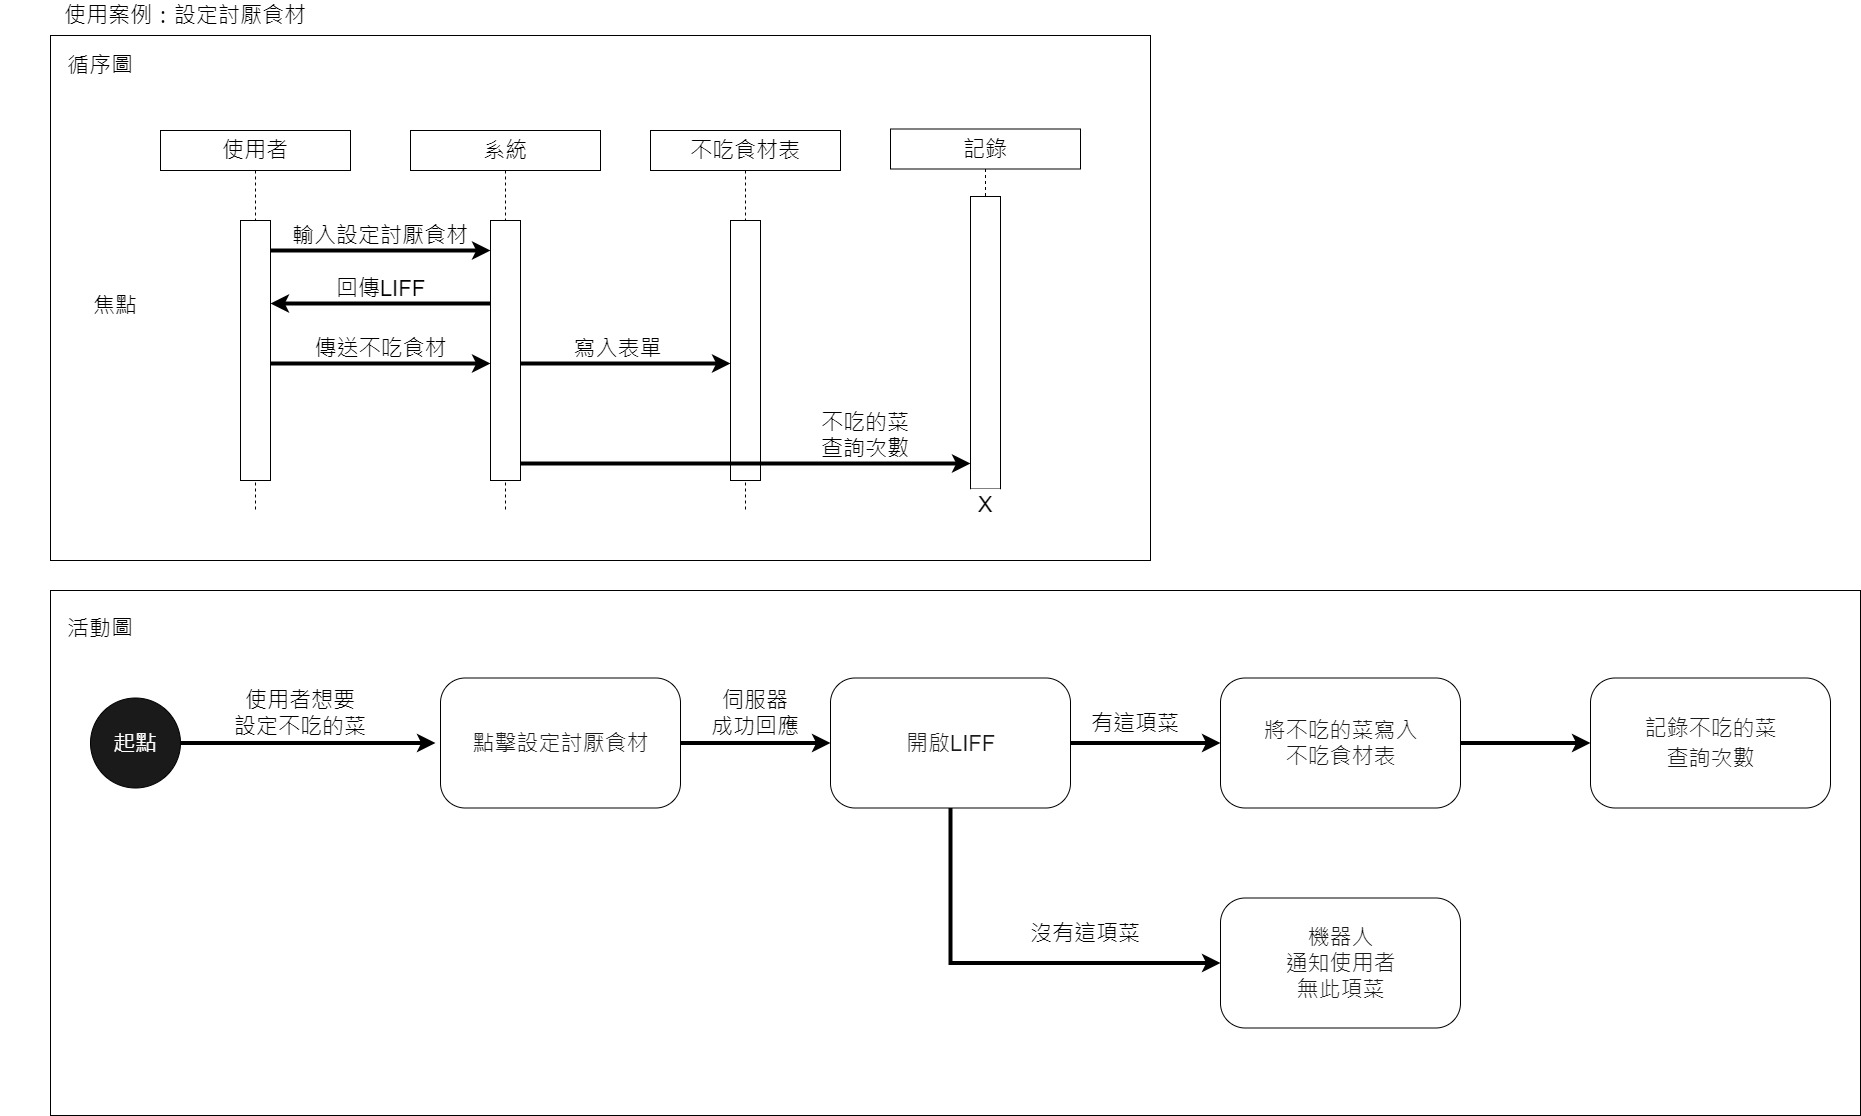 使用案例：設定討厭食材
循序圖
使用者
系統
不吃食材表
記錄
輸入設定討厭食材
回傳LIFF
焦點
傳送不吃食材
寫入表單
不吃的菜
查詢次數
X
活動圖
起點
使用者想要
設定不吃的菜
點擊設定討厭食材
伺服器
成功回應
開啟LIFF
有這項菜
將不吃的菜寫入
不吃食材表
記錄不吃的菜
查詢次數
沒有這項菜
機器人
通知使用者
無此項菜